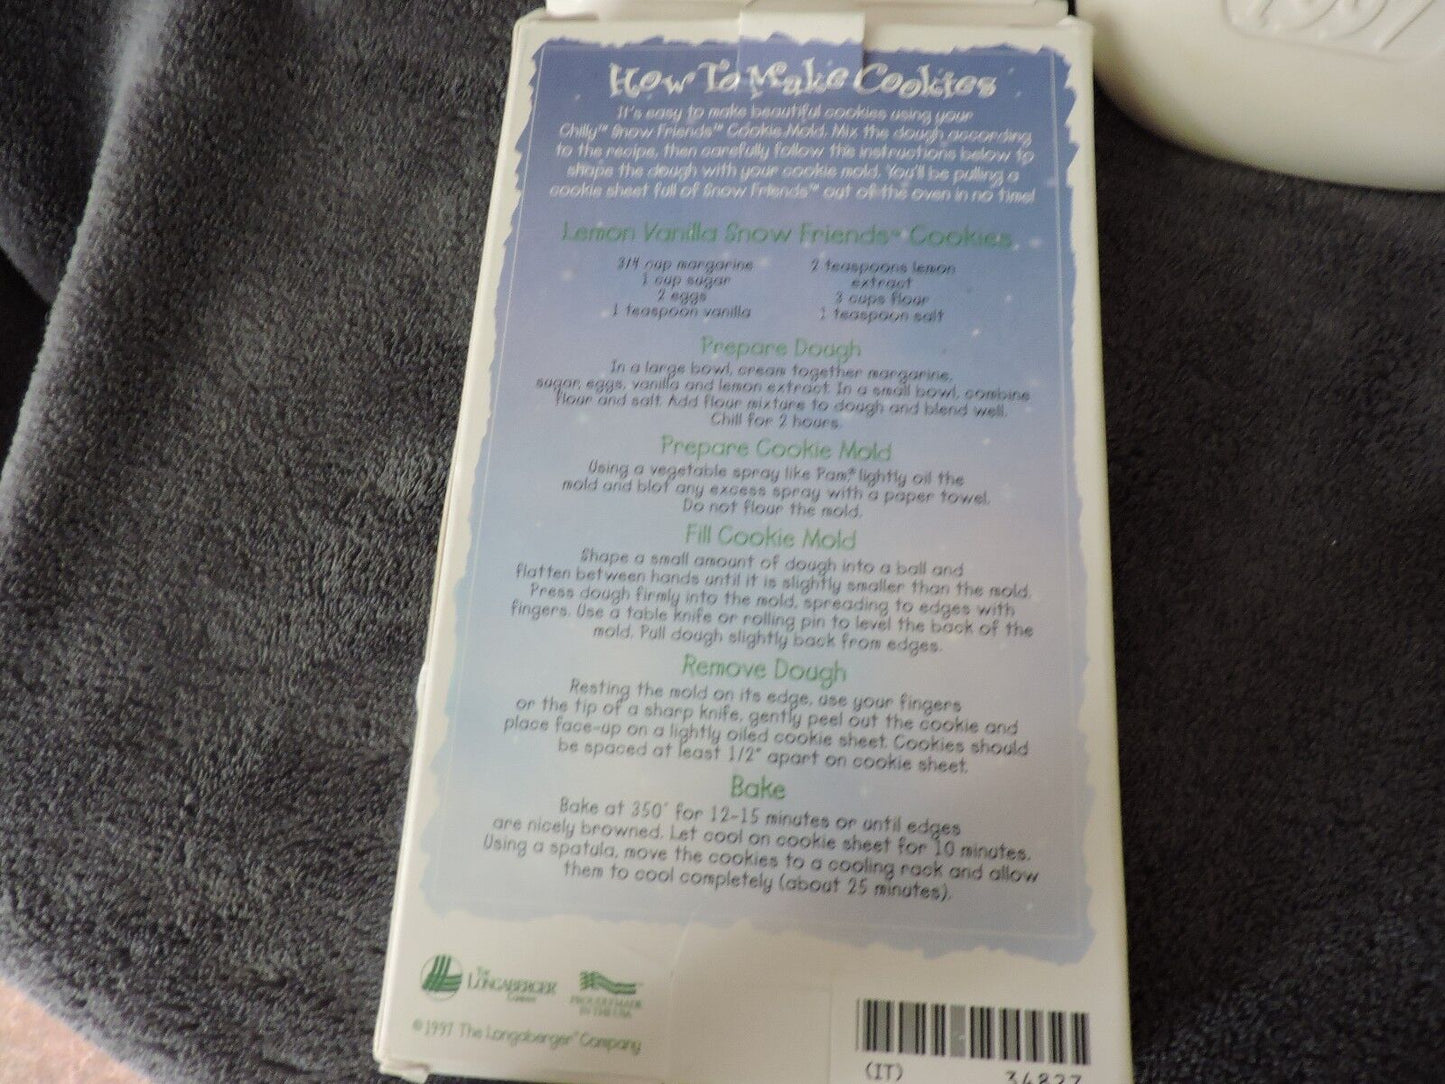 How To Make Cookies
It's easy to make beautiful cookies using your
Chilly™ Snow Friends™ Cookie Mold. Mix the dough according
to the recipe, then carefully follow the instructions below to
shape the dough with your cookie mold. You'll be pulling a
cookie sheet full of Snow Friends™ out of the oven in no time!
Lemon Vanilla Snow Friends™ Cookies
3/4 cup margarine
1 cup sugar
2 eggs
1 teaspoon vanilla
2 teaspoons lemon
extract
3 cups flour
1 teaspoon salt
Prepare Dough
In a large bowl, cream together margarine,
sugar, eggs, vanilla and lemon extract. In a small bowl, combine
flour and salt. Add flour mixture to dough and blend well.
Chill for 2 hours.
Prepare Cookie Mold
Using a vegetable spray like Pam,® lightly oil the
mold and blot any excess spray with a paper towel.
Do not flour the mold.
Fill Cookie Mold
Shape a small amount of dough into a ball and
flatten between hands until it is slightly smaller than the mold.
Press dough firmly into the mold, spreading to edges with
fingers. Use a table knife or rolling pin to level the back of the
mold. Pull dough slightly back from edges.
Remove Dough
Resting the mold on its edge, use your fingers
or the tip of a sharp knife, gently peel out the cookie and
place face-up on a lightly oiled cookie sheet. Cookies should
be spaced at least 1/2" apart on cookie sheet.
Bake
Bake at 350° for 12-15 minutes or until edges
are nicely browned. Let cool on cookie sheet for 10 minutes.
Using a spatula, move the cookies to a cooling rack and allow
them to cool completely (about 25 minutes).
THE
LONGABERGER
Company
PROUDLY MADE
IN THE USA
©1997 The Longaberger® Company
(IT) 34827
1997